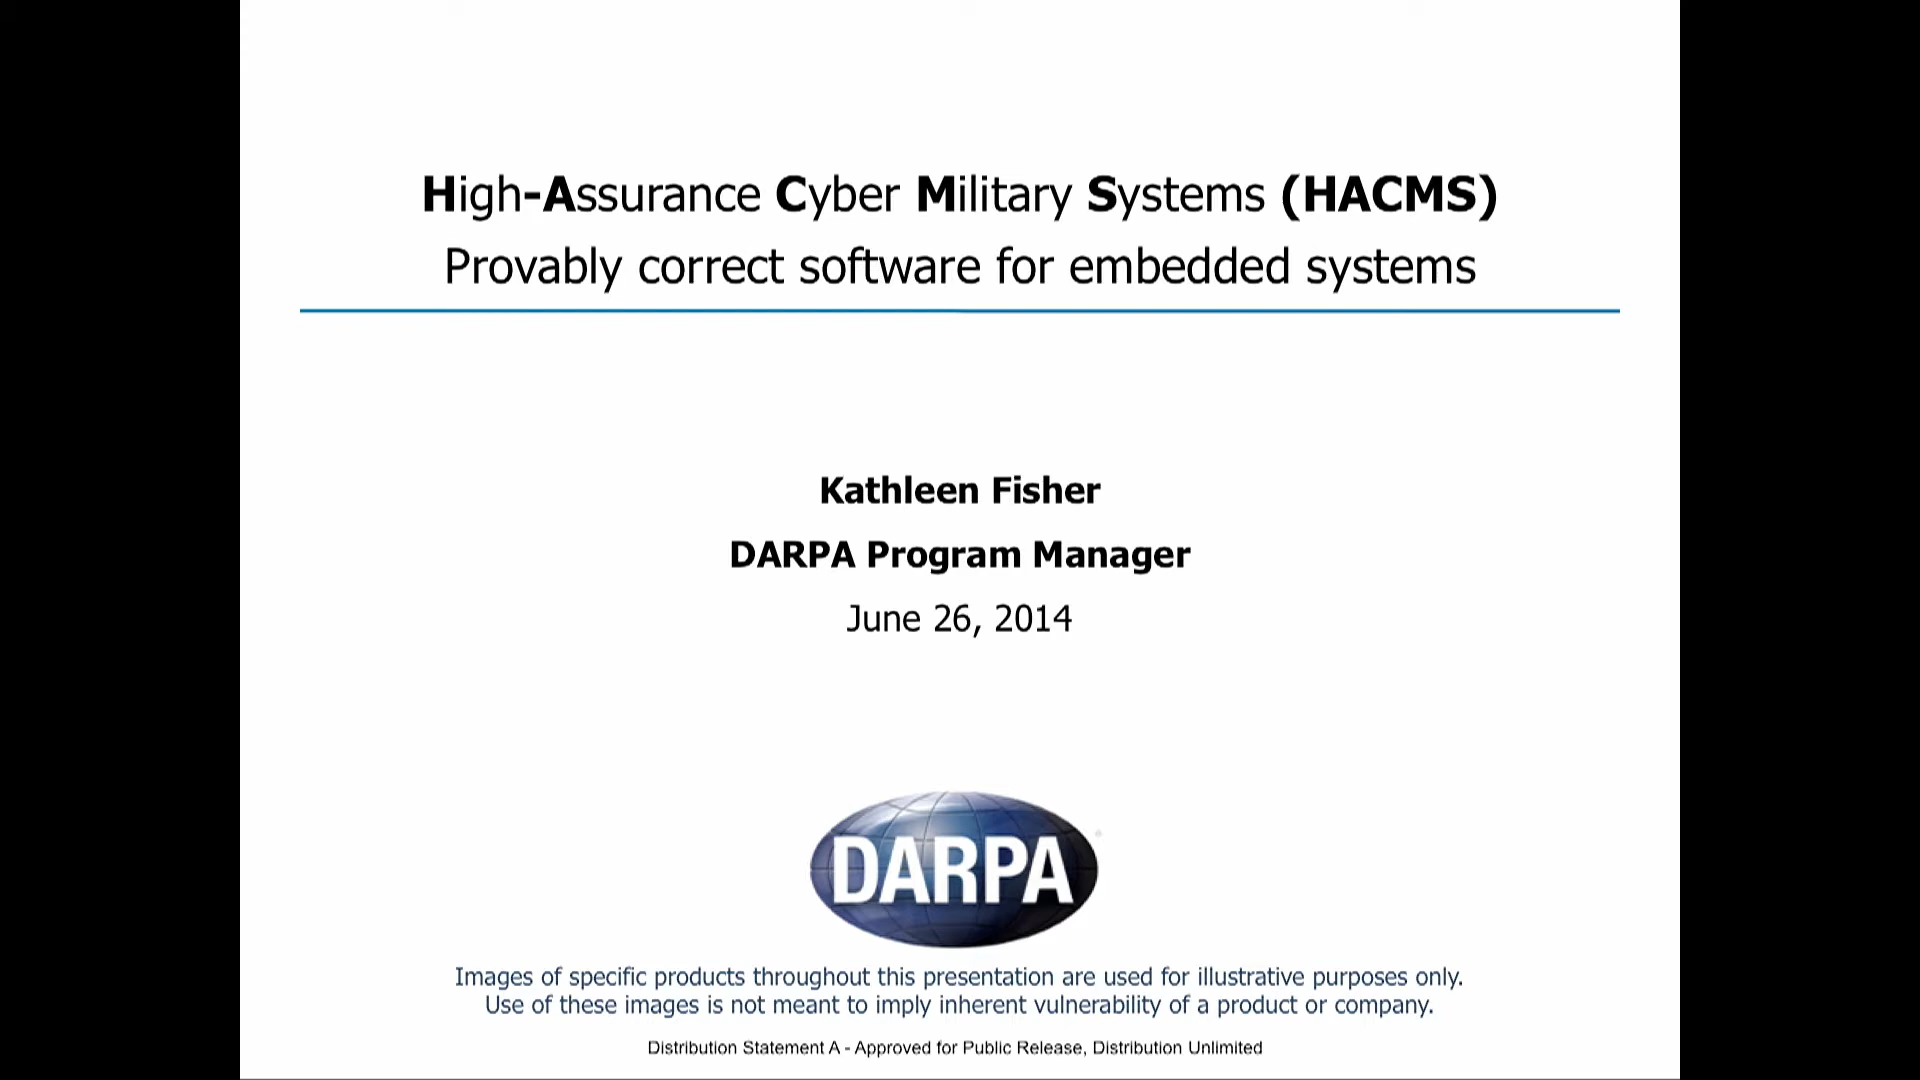 High-Assurance Cyber Military Systems (HACMS)
Provably correct software for embedded systems
Kathleen Fisher
DARPA Program Manager
June 26, 2014
DARPA
Images of specific products throughout this presentation are used for illustrative purposes only.
Use of these images is not meant to imply inherent vulnerability of a product or company.
Distribution Statement A - Approved for Public Release, Distribution Unlimited